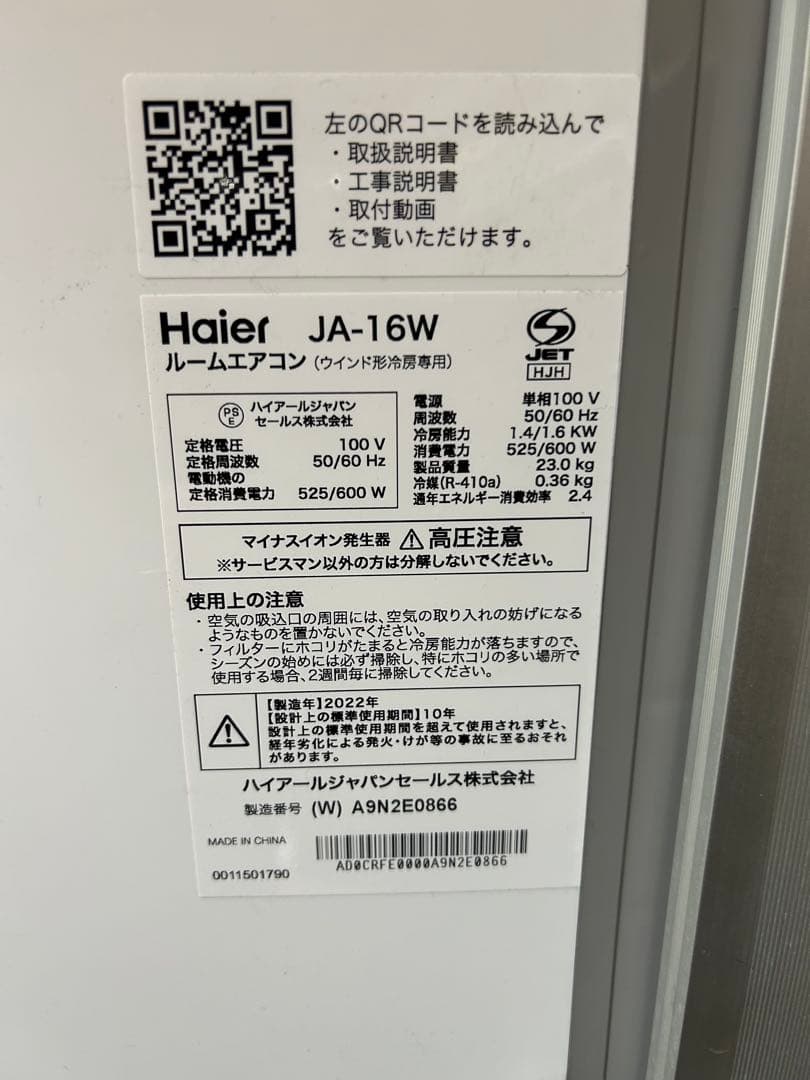 左のQRコードを読み込んで
・取扱説明書
・工事説明書
・取付動画
をご覧いただけます。
Haier JA-16W
ルームエアコン（ウインド形冷房専用）
JET
HJH
PS
E
ハイアールジャパン
セールス株式会社
定格電圧 100 V
定格周波数 50/60 Hz
電動機の
定格消費電力 525/600 W
電源 単相100 V
周波数 50/60 Hz
冷房能力 1.4/1.6 KW
消費電力 525/600 W
製品質量 23.0 kg
冷媒(R-410a) 0.36 kg
通年エネルギー消費効率 2.4
マイナスイオン発生器 ⚠ 高圧注意
※サービスマン以外の方は分解しないでください。
使用上の注意
・空気の吸込口の周囲には、空気の取り入れの妨げになる
ようなものを置かないでください。
・フィルターにホコリがたまると冷房能力が落ちますので、
シーズンの始めには必ず掃除し、特にホコリの多い場所で
使用する場合、2週間毎に掃除してください。
【製造年】2022年
【設計上の標準使用期間】10年
設計上の標準使用期間を超えて使用されますと、
経年劣化による発火・けが等の事故に至るおそれ
があります。
ハイアールジャパンセールス株式会社
製造番号 (W) A9N2E0866
MADE IN CHINA
AD0CRFE0000A9N2E0866
0011501790